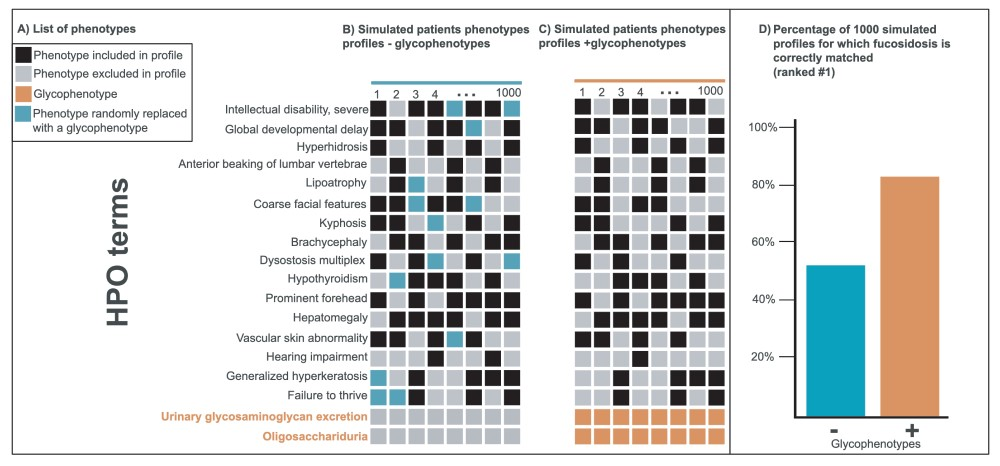 A) List of phenotypes
Phenotype included in profile
Phenotype excluded in profile
Glycophenotype
Phenotype randomly replaced
with a glycophenotype
HPO terms
B) Simulated patients phenotypes
profiles - glycophenotypes
1 2 3 4 ... 1000
C) Simulated patients phenotypes
profiles +glycophenotypes
1 2 3 4 ... 1000
Intellectual disability, severe
Global developmental delay
Hyperhidrosis
Anterior beaking of lumbar vertebrae
Lipoatrophy
Coarse facial features
Kyphosis
Brachycephaly
Dysostosis multiplex
Hypothyroidism
Prominent forehead
Hepatomegaly
Vascular skin abnormality
Hearing impairment
Generalized hyperkeratosis
Failure to thrive
Urinary glycosaminoglycan excretion
Oligosacchariduria
D) Percentage of 1000 simulated
profiles for which fucosidosis is
correctly matched
(ranked #1)
100%
80%
60%
40%
20%
- +
Glycophenotypes